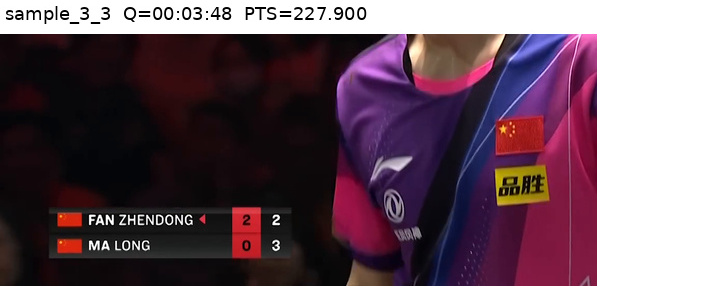 sample_3_3 Q=00:03:48 PTS=227.900
品胜
FAN ZHENDONG 2 2
MA LONG 0 3